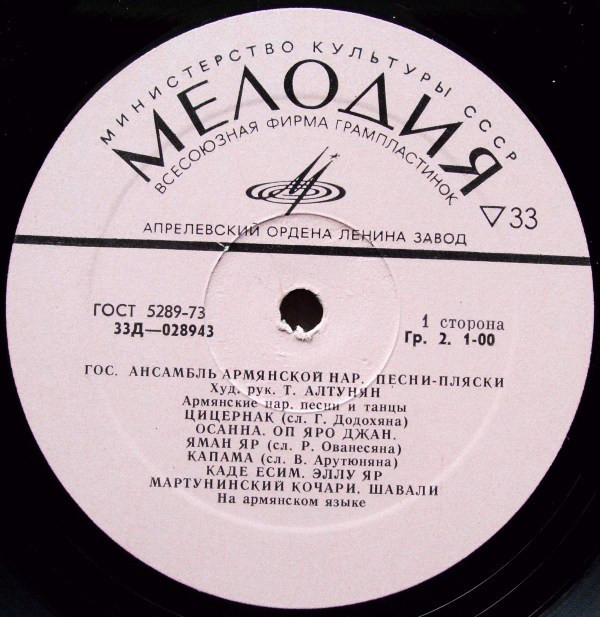 МИНИСТЕРСТВО КУЛЬТУРЫ СССР
МЕЛОДИЯ
ВСЕСОЮЗНАЯ ФИРМА ГРАМПЛАСТИНОК
33
АПРЕЛЕВСКИЙ ОРДЕНА ЛЕНИНА ЗАВОД
ГОСТ 5289-73
33Д—028943
1 сторона
Гр. 2. 1-00
ГОС. АНСАМБЛЬ АРМЯНСКОЙ НАР. ПЕСНИ-ПЛЯСКИ
Худ. рук. Т. АЛТУНЯН
Армянские нар. песни и танцы
ЦИЦЕРНАК (сл. Г. Додохяна)
ОСАННА. ОП ЯРО ДЖАН.
ЯМАН ЯР (сл. Р. Ованесяна)
КАПАМА (сл. В. Арутюняна)
КАДЕ ЕСИМ. ЭЛЛУ ЯР
МАРТУНИНСКИЙ КОЧАРИ. ШАВАЛИ
На армянском языке